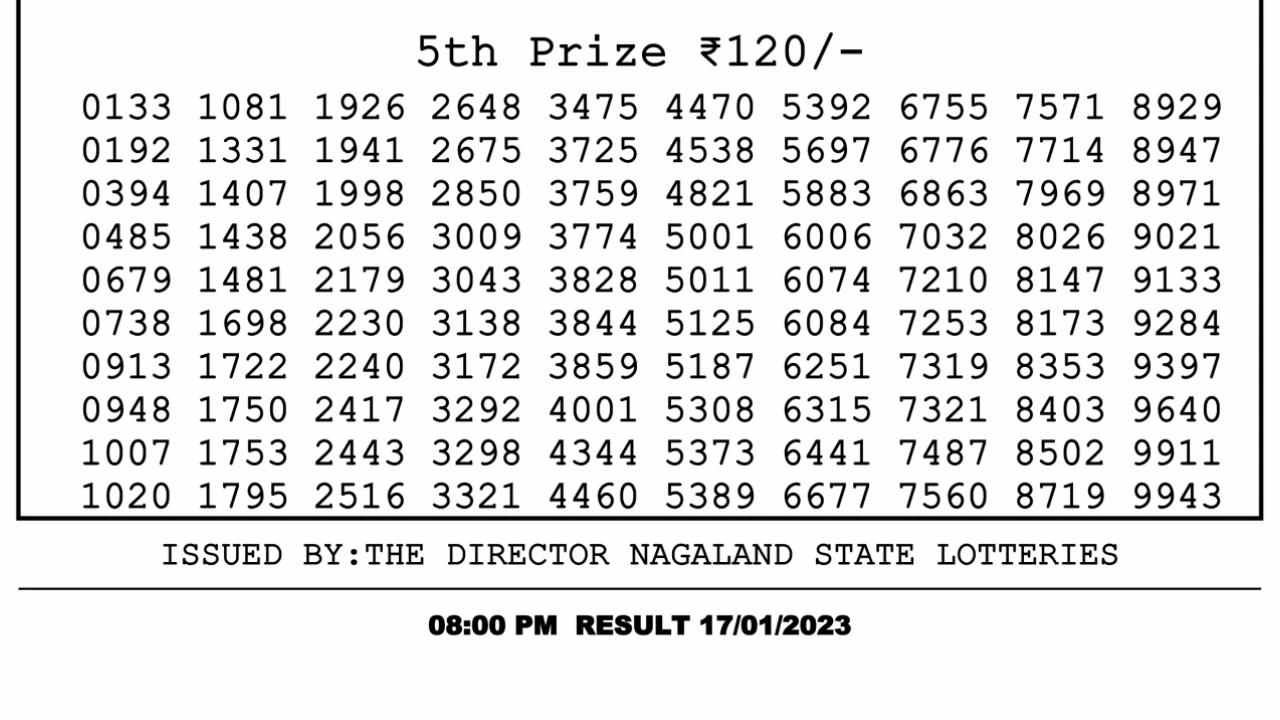 5th Prize ₹120/-
0133 1081 1926 2648 3475 4470 5392 6755 7571 8929
0192 1331 1941 2675 3725 4538 5697 6776 7714 8947
0394 1407 1998 2850 3759 4821 5883 6863 7969 8971
0485 1438 2056 3009 3774 5001 6006 7032 8026 9021
0679 1481 2179 3043 3828 5011 6074 7210 8147 9133
0738 1698 2230 3138 3844 5125 6084 7253 8173 9284
0913 1722 2240 3172 3859 5187 6251 7319 8353 9397
0948 1750 2417 3292 4001 5308 6315 7321 8403 9640
1007 1753 2443 3298 4344 5373 6441 7487 8502 9911
1020 1795 2516 3321 4460 5389 6677 7560 8719 9943
ISSUED BY:THE DIRECTOR NAGALAND STATE LOTTERIES
08:00 PM RESULT 17/01/2023